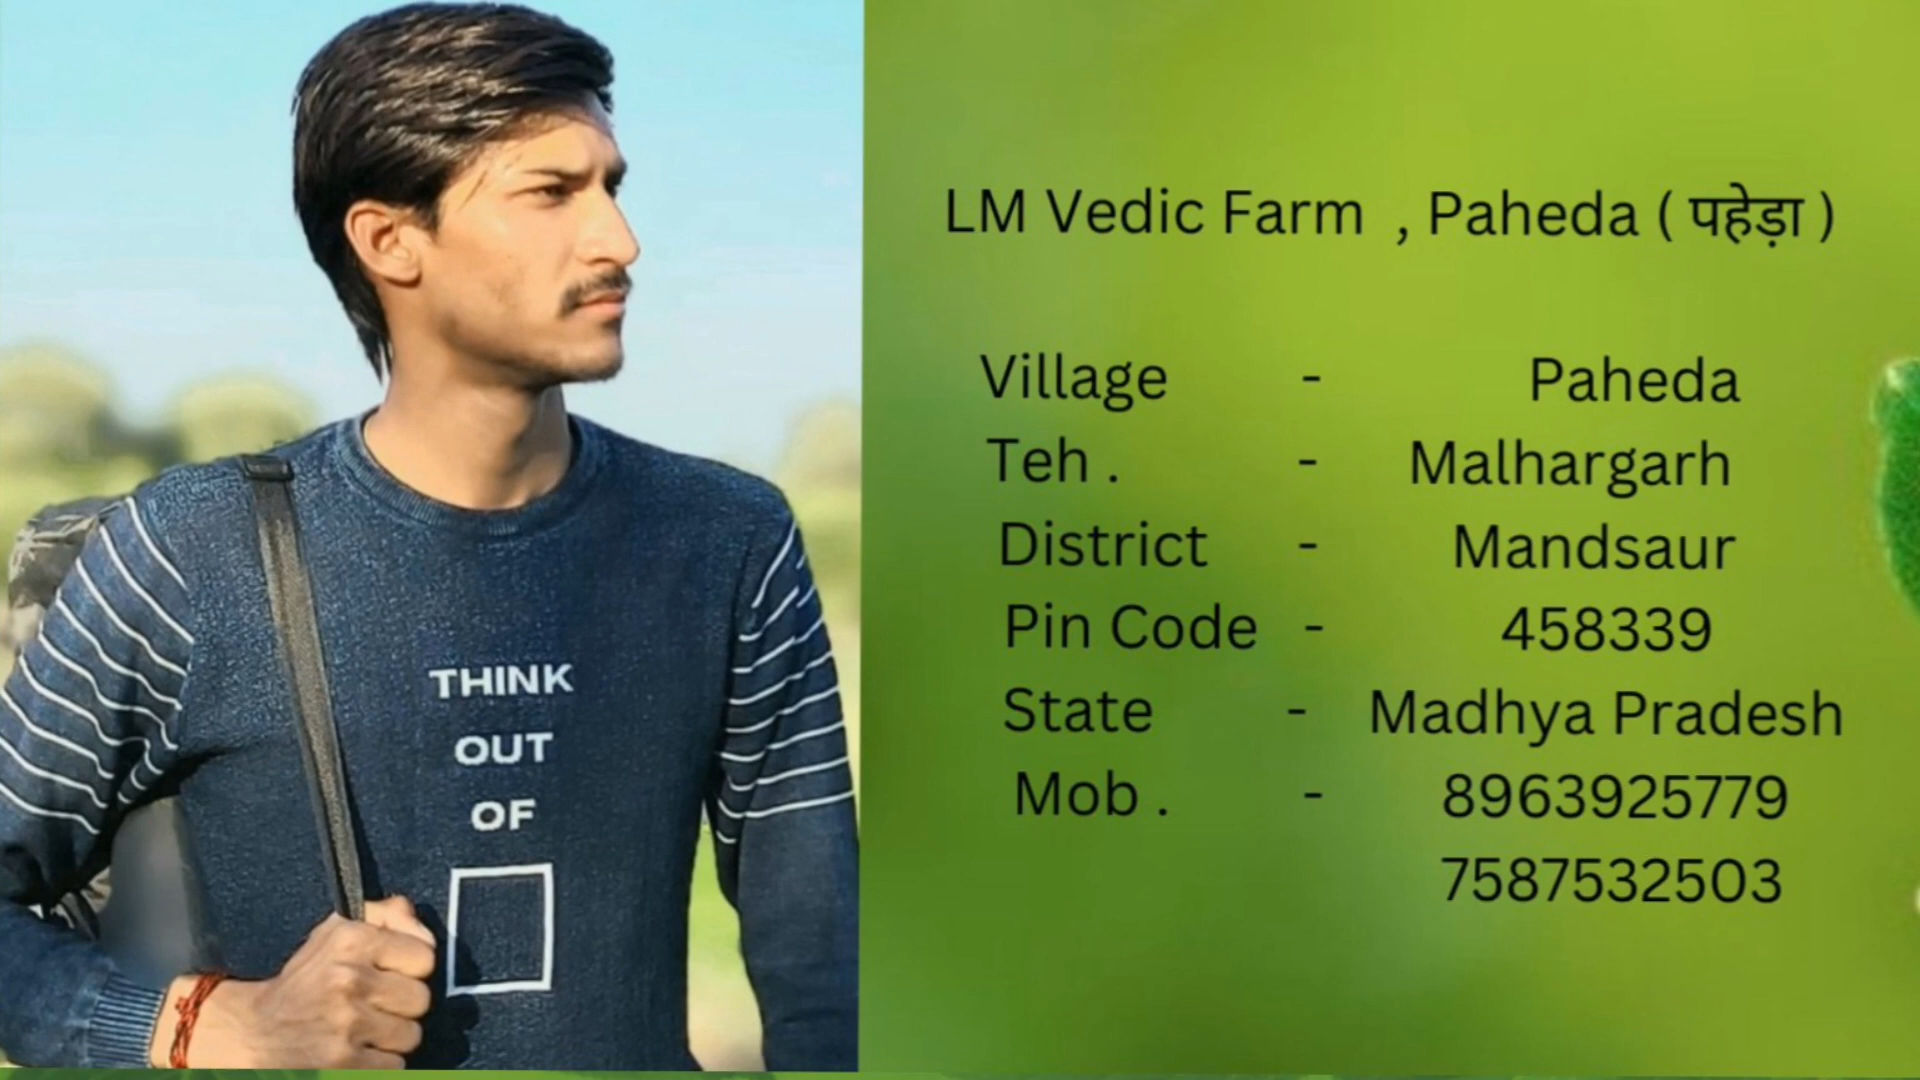 THINK
OUT
OF
LM Vedic Farm , Paheda ( पहेड़ा )
Village - Paheda
Teh . - Malhargarh
District - Mandsaur
Pin Code - 458339
State - Madhya Pradesh
Mob . - 8963925779
7587532503